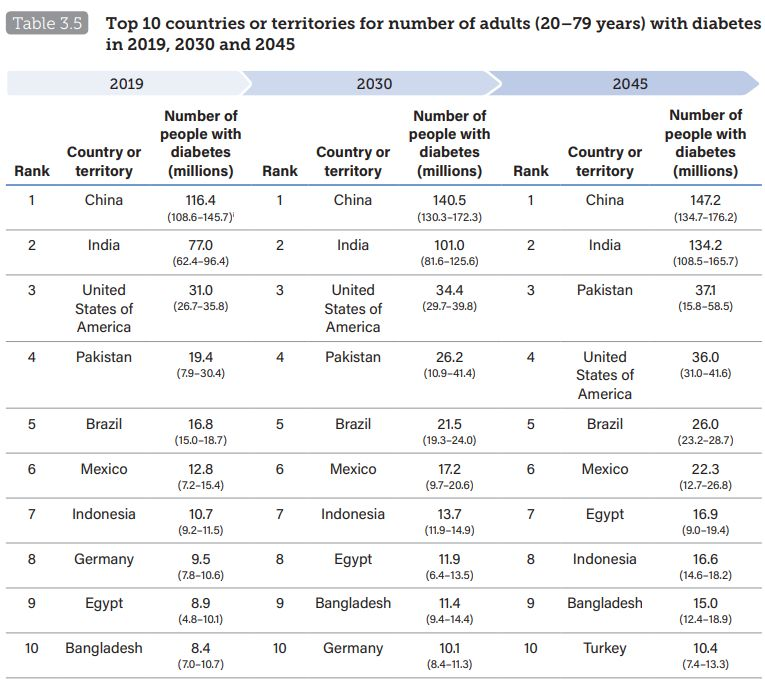 Table 3.5
Top 10 countries or territories for number of adults (20–79 years) with diabetes
in 2019, 2030 and 2045
2019 2030 2045
Number of Number of Number of
people with people with people with
Country or diabetes Country or diabetes Country or diabetes
Rank territory (millions) Rank territory (millions) Rank territory (millions)
1 China 116.4 1 China 140.5 1 China 147.2
(108.6–145.7)ⁱ (130.3–172.3) (134.7–176.2)
2 India 77.0 2 India 101.0 2 India 134.2
(62.4–96.4) (81.6–125.6) (108.5–165.7)
3 United 31.0 3 United 34.4 3 Pakistan 37.1
States of (26.7–35.8) States of (29.7–39.8) (15.8–58.5)
America America
4 Pakistan 19.4 4 Pakistan 26.2 4 United 36.0
(7.9–30.4) (10.9–41.4) States of (31.0–41.6)
America
5 Brazil 16.8 5 Brazil 21.5 5 Brazil 26.0
(15.0–18.7) (19.3–24.0) (23.2–28.7)
6 Mexico 12.8 6 Mexico 17.2 6 Mexico 22.3
(7.2–15.4) (9.7–20.6) (12.7–26.8)
7 Indonesia 10.7 7 Indonesia 13.7 7 Egypt 16.9
(9.2–11.5) (11.9–14.9) (9.0–19.4)
8 Germany 9.5 8 Egypt 11.9 8 Indonesia 16.6
(7.8–10.6) (6.4–13.5) (14.6–18.2)
9 Egypt 8.9 9 Bangladesh 11.4 9 Bangladesh 15.0
(4.8–10.1) (9.4–14.4) (12.4–18.9)
10 Bangladesh 8.4 10 Germany 10.1 10 Turkey 10.4
(7.0–10.7) (8.4–11.3) (7.4–13.3)